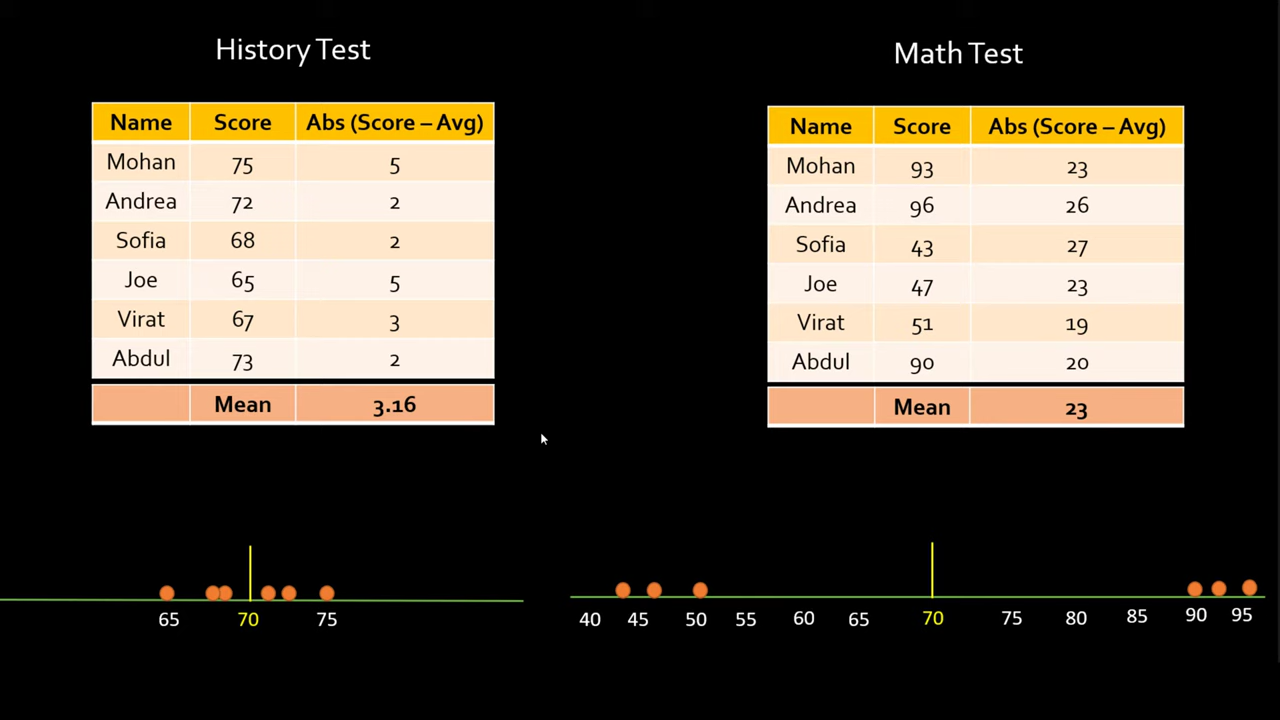 History Test
Name Score Abs (Score – Avg)
Mohan 75 5
Andrea 72 2
Sofia 68 2
Joe 65 5
Virat 67 3
Abdul 73 2
Mean 3.16
65 70 75
Math Test
Name Score Abs (Score – Avg)
Mohan 93 23
Andrea 96 26
Sofia 43 27
Joe 47 23
Virat 51 19
Abdul 90 20
Mean 23
40 45 50 55 60 65 70 75 80 85 90 95